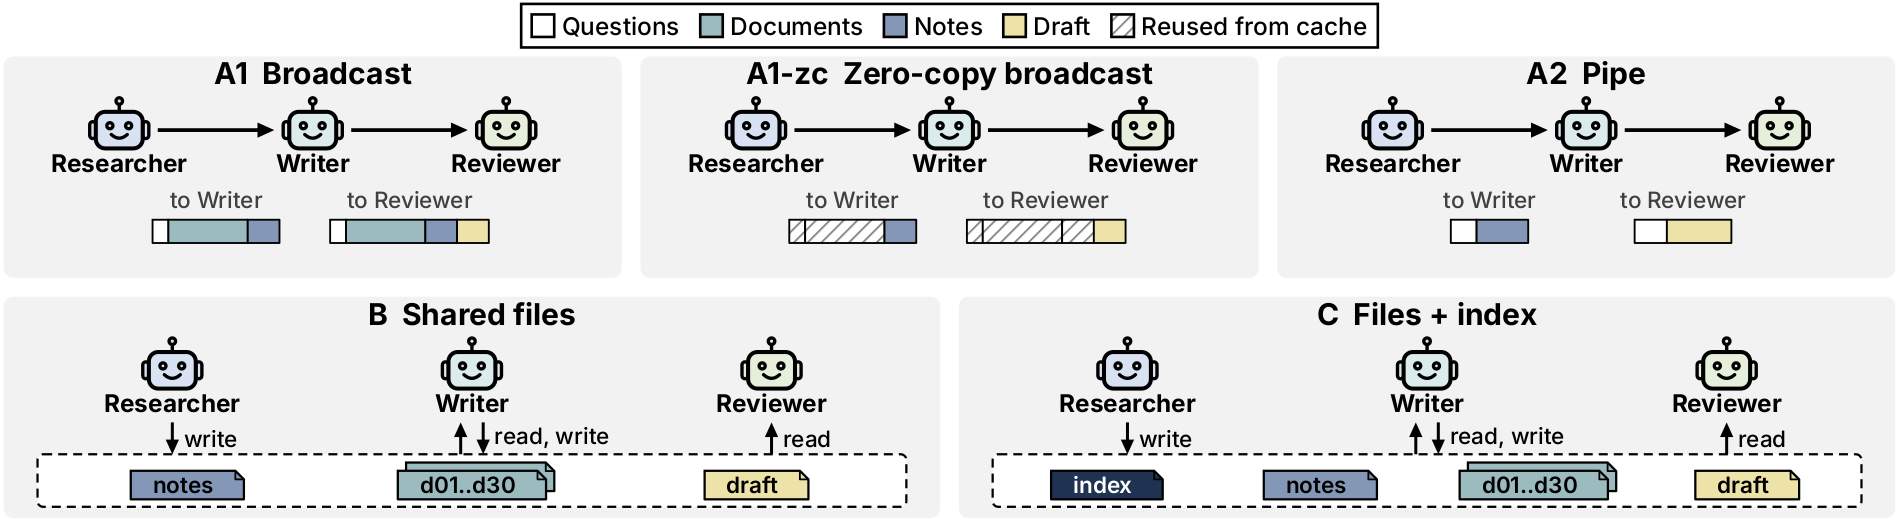 Questions Documents Notes Draft Reused from cache
A1 Broadcast
Researcher Writer Reviewer
to Writer to Reviewer
A1-zc Zero-copy broadcast
Researcher Writer Reviewer
to Writer to Reviewer
A2 Pipe
Researcher Writer Reviewer
to Writer to Reviewer
B Shared files
Researcher Writer Reviewer
write read, write read
notes d01..d30 draft
C Files + index
Researcher Writer Reviewer
write read, write read
index notes d01..d30 draft